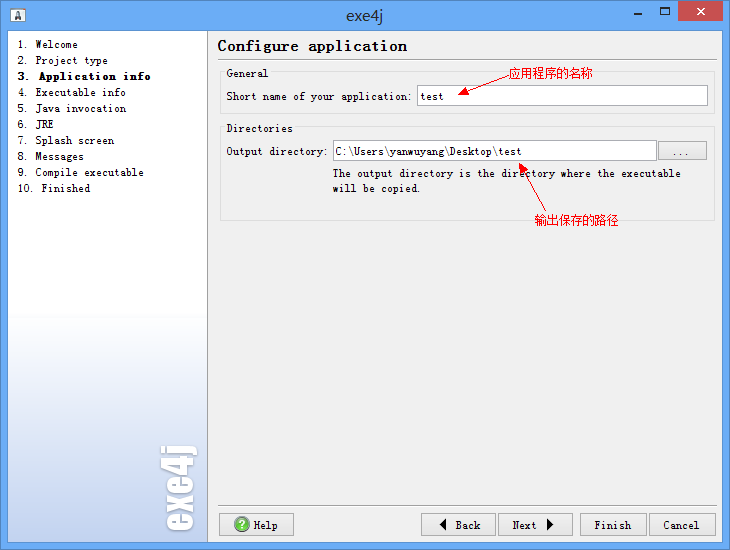 exe4j
1. Welcome
2. Project type
3. Application info
4. Executable info
5. Java invocation
6. JRE
7. Splash screen
8. Messages
9. Compile executable
10. Finished
exe4j
Configure application
General
应用程序的名称
Short name of your application: test
Directories
Output directory: C:\Users\yanwuyang\Desktop\test ...
The output directory is the directory where the executable
will be copied.
输出保存的路径
Help Back Next Finish Cancel